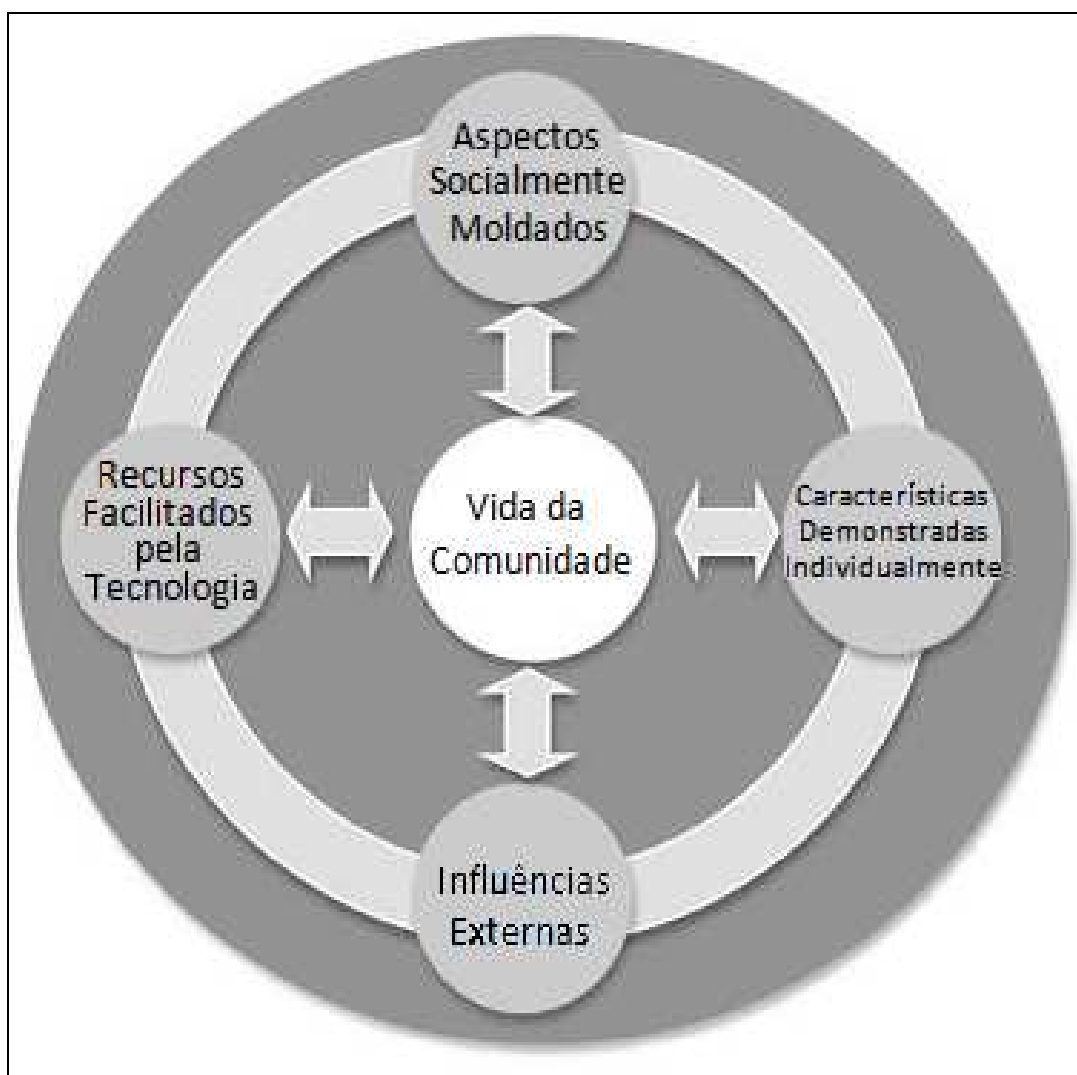 Aspectos
Socialmente
Moldados
Recursos
Facilitados
pela
Tecnologia
Vida da
Comunidade
Características
Demonstradas
Individualmente
Influências
Externas